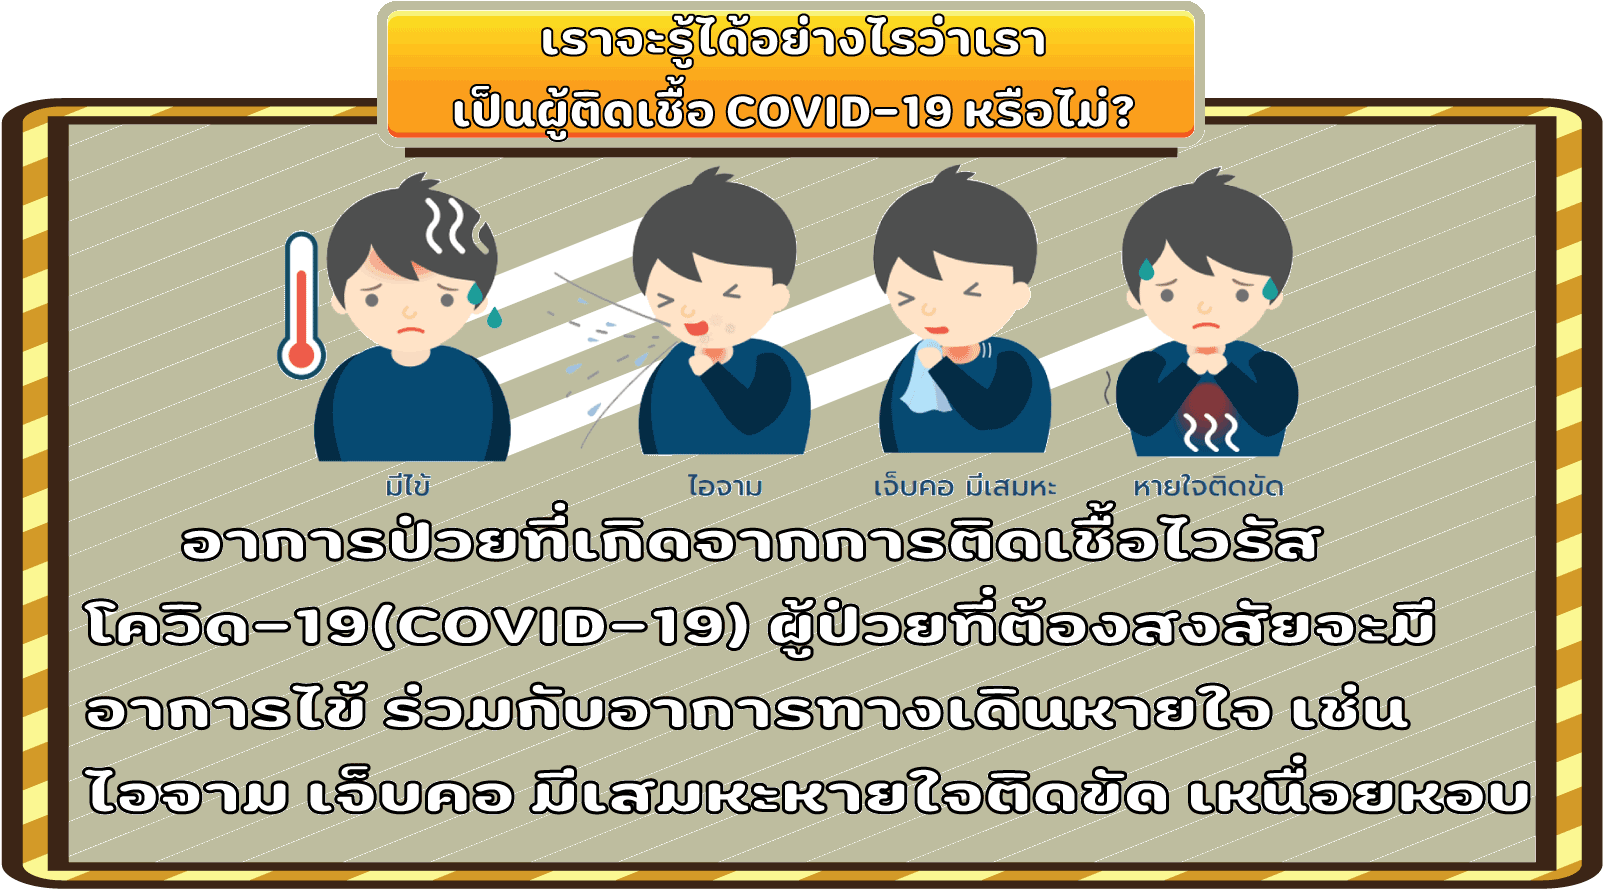 เราจะรู้ได้อย่างไรว่าเรา
เป็นผู้ติดเชื้อ COVID-19 หรือไม่?
มีไข้
ไอจาม
เจ็บคอ มีเสมหะ
หายใจติดขัด
อาการป่วยที่เกิดจากการติดเชื้อไวรัส
โควิด-19(COVID-19) ผู้ป่วยที่ต้องสงสัยจะมี
อาการไข้ ร่วมกับอาการทางเดินหายใจ เช่น
ไอจาม เจ็บคอ มีเสมหะหายใจติดขัด เหนื่อยหอบ